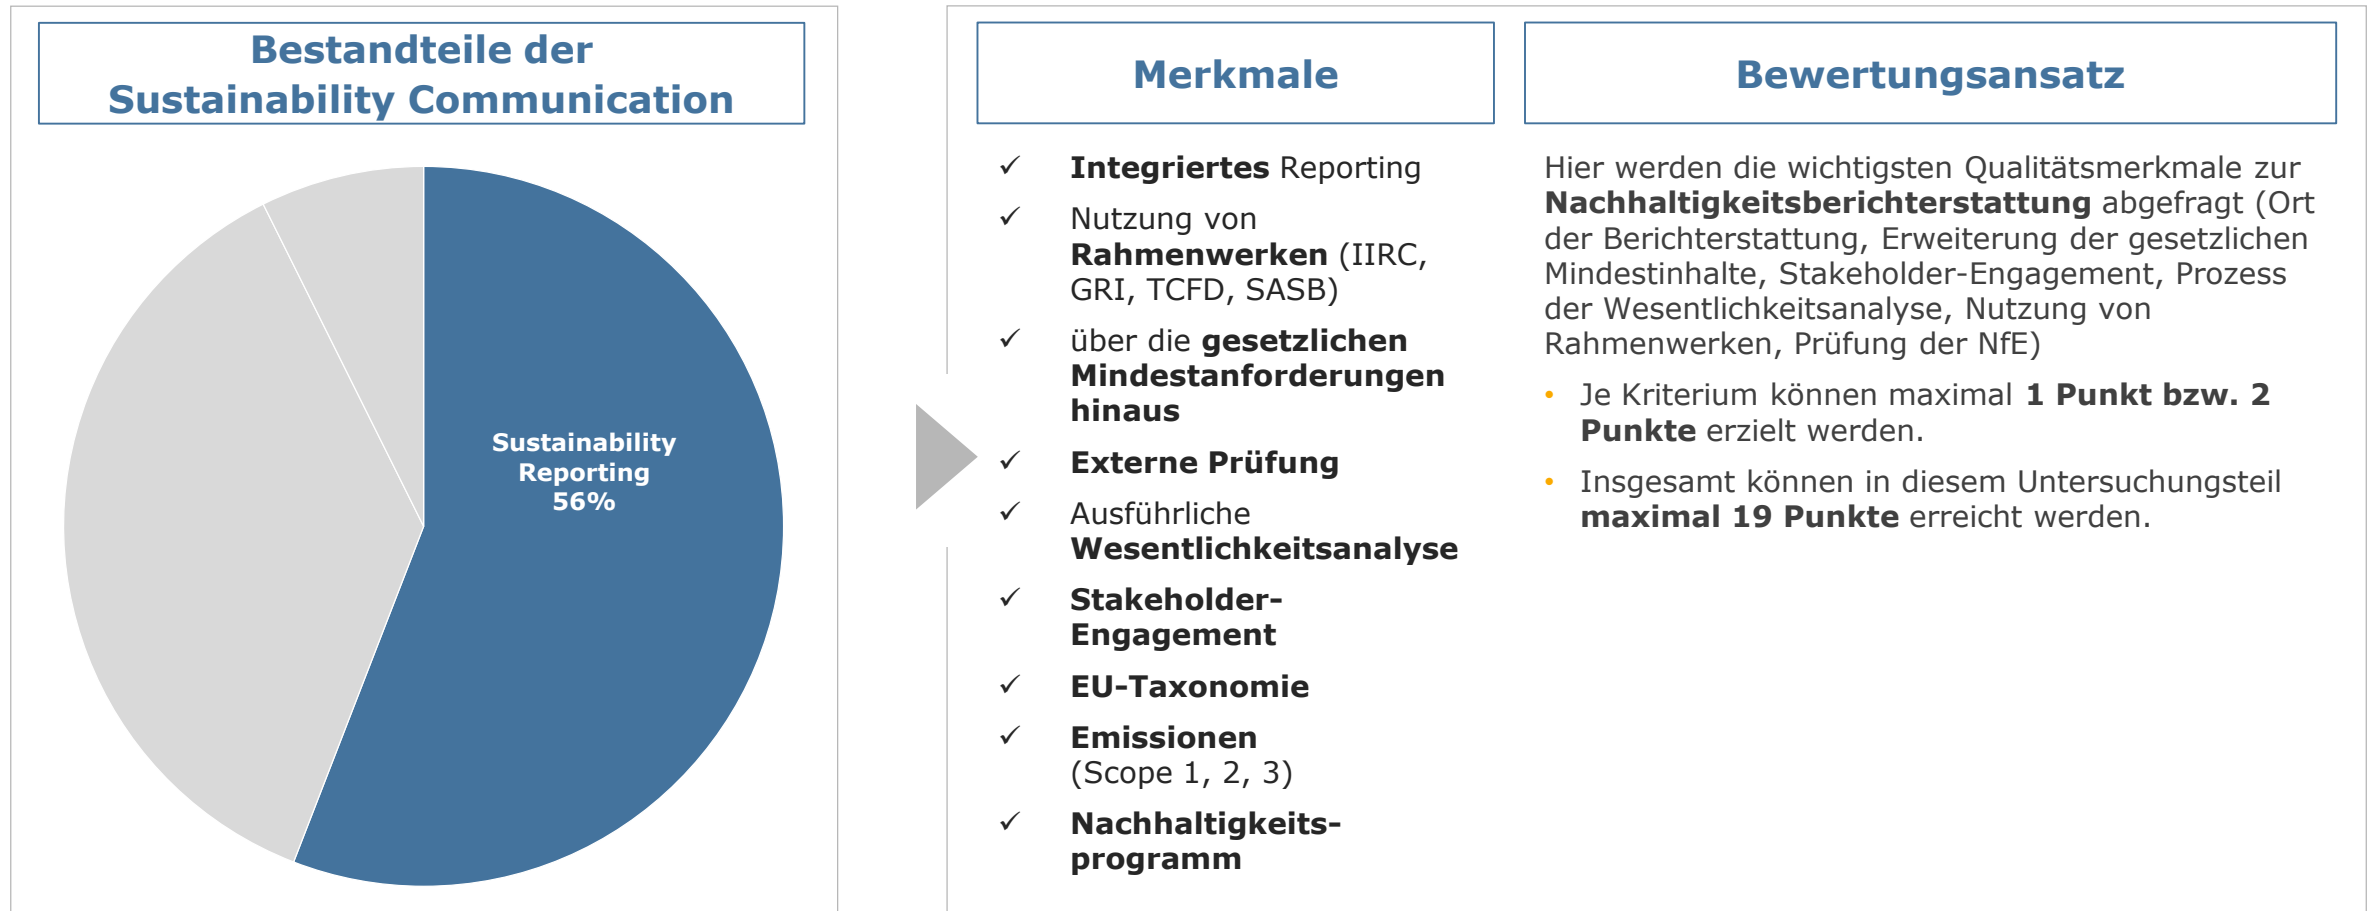 Bestandteile der
Sustainability Communication
Sustainability
Reporting
56%
Merkmale
✓ Integriertes Reporting
✓ Nutzung von
Rahmenwerken (IIRC,
GRI, TCFD, SASB)
✓ über die gesetzlichen
Mindestanforderungen
hinaus
✓ Externe Prüfung
✓ Ausführliche
Wesentlichkeitsanalyse
✓ Stakeholder-
Engagement
✓ EU-Taxonomie
✓ Emissionen
(Scope 1, 2, 3)
✓ Nachhaltigkeits-
programm
Bewertungsansatz
Hier werden die wichtigsten Qualitätsmerkmale zur
Nachhaltigkeitsberichterstattung abgefragt (Ort
der Berichterstattung, Erweiterung der gesetzlichen
Mindestinhalte, Stakeholder-Engagement, Prozess
der Wesentlichkeitsanalyse, Nutzung von
Rahmenwerken, Prüfung der NfE)
• Je Kriterium können maximal 1 Punkt bzw. 2
Punkte erzielt werden.
• Insgesamt können in diesem Untersuchungsteil
maximal 19 Punkte erreicht werden.